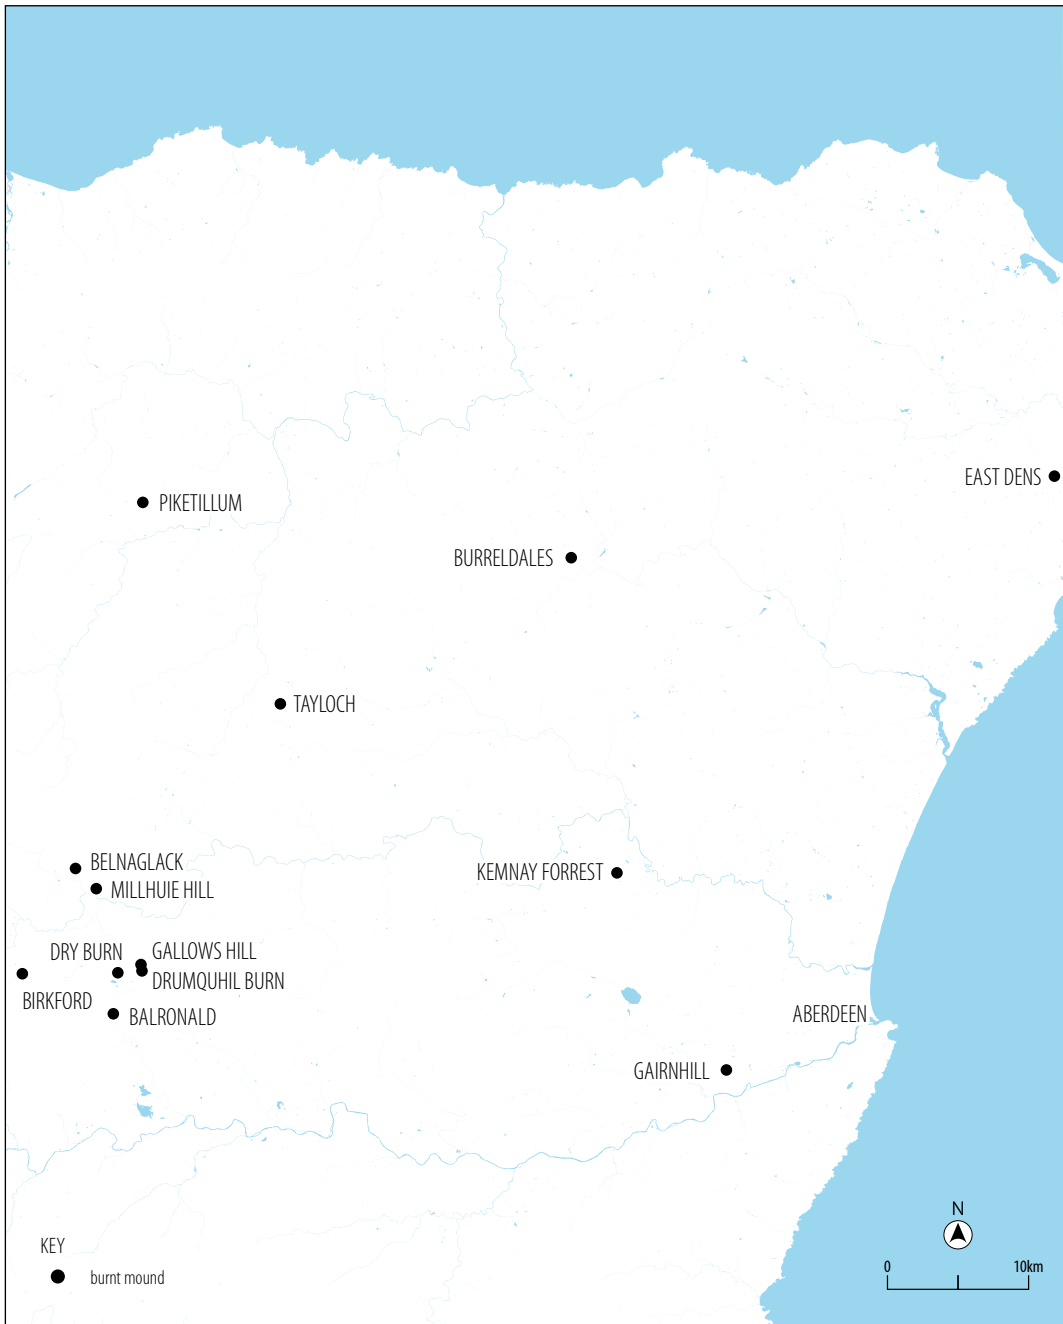 EAST DENS
PIKETILLUM
BURRELDALES
TAYLOCH
BELNAGLACK
KEMNAY FORREST
MILLHUIE HILL
DRY BURN
GALLOWS HILL
DRUMQUHIL BURN
BIRKFORD
BALRONALD
ABERDEEN
GAIRNHILL
N
KEY
0 10km
burnt mound